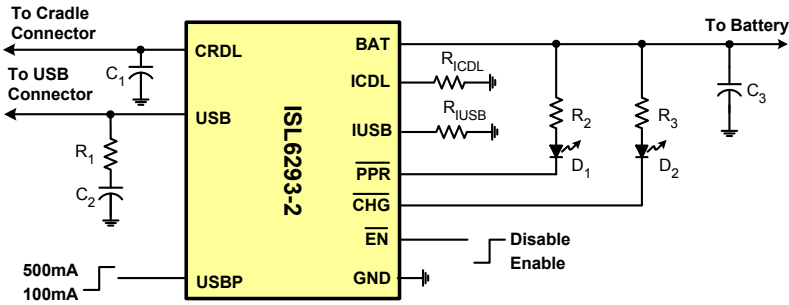 To Cradle
Connector
CRDL
C1
To USB
Connector
USB
R1
C2
500mA
100mA
USBP
ISL6293-2
BAT
To Battery
ICDL
RICDL
IUSB
RIUSB
PPR
CHG
EN
GND
R2
D1
R3
D2
C3
Disable
Enable